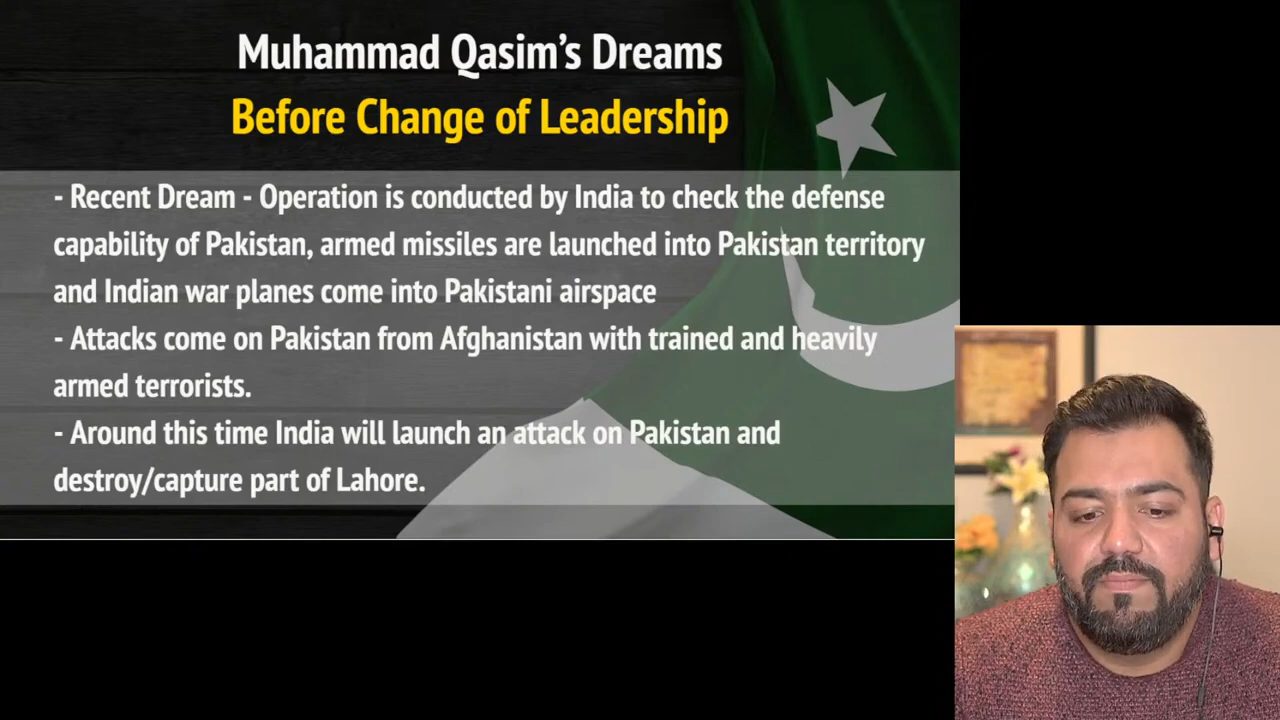 Muhammad Qasim's Dreams
Before Change of Leadership
- Recent Dream - Operation is conducted by India to check the defense
capability of Pakistan, armed missiles are launched into Pakistan territory
and Indian war planes come into Pakistani airspace
- Attacks come on Pakistan from Afghanistan with trained and heavily
armed terrorists.
- Around this time India will launch an attack on Pakistan and
destroy/capture part of Lahore.